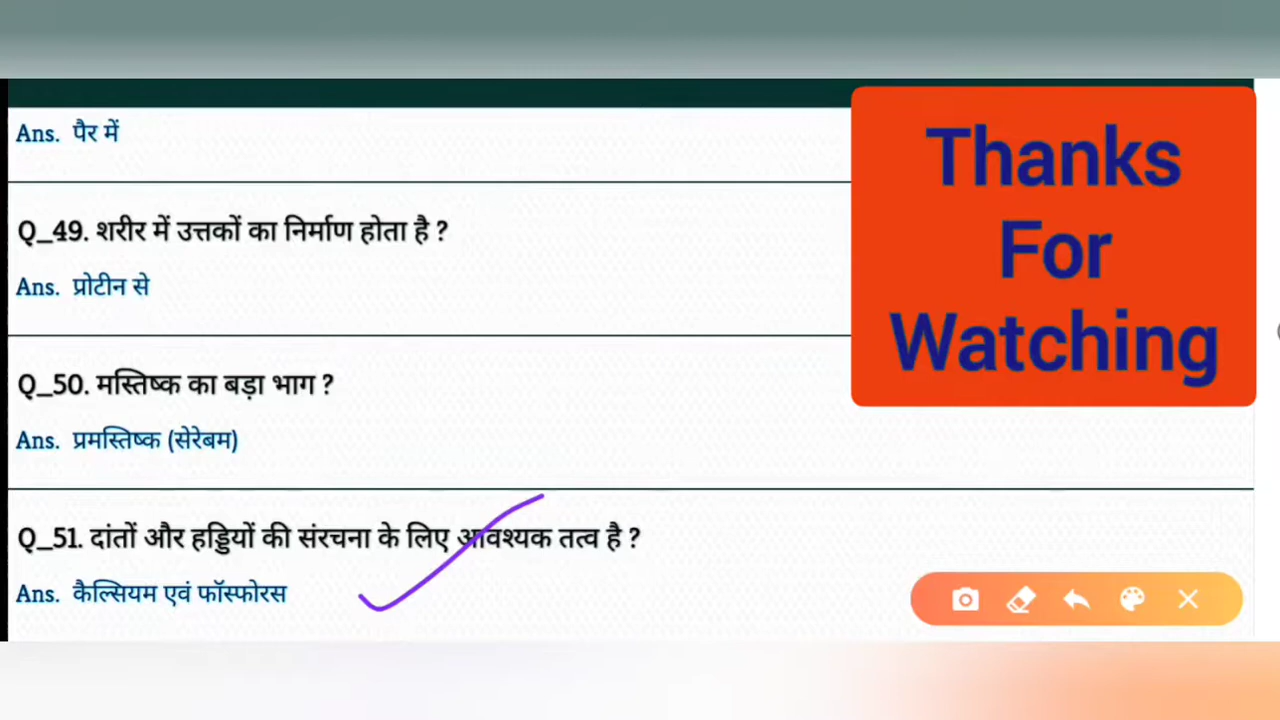 Ans. पैर में
Q_49. शरीर में उत्तकों का निर्माण होता है ?
Ans. प्रोटीन से
Q_50. मस्तिष्क का बड़ा भाग ?
Ans. प्रमस्तिष्क (सेरेबम)
Q_51. दांतों और हड्डियों की संरचना के लिए आवश्यक तत्व है ?
Ans. कैल्सियम एवं फॉस्फोरस
Thanks
For
Watching